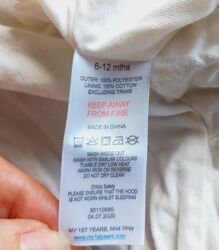 6-12 mths
OUTER: 100% POLYESTER
LINING: 100% COTTON
EXCLUDING TRIMS
KEEP AWAY
FROM FIRE
MADE IN CHINA
WASH INSIDE OUT
WASH WITH SIMILAR COLOURS
TUMBLE DRY LOW HEAT
WARM IRON ON REVERSE
DO NOT DRY CLEAN
Childs Safety
PLEASE ENSURE THAT THE HOOD
IS NOT WORN WHILST SLEEPING
30110650
04.07.2020
MY 1ST YEARS, NN4 7PW
www.my1styears.com